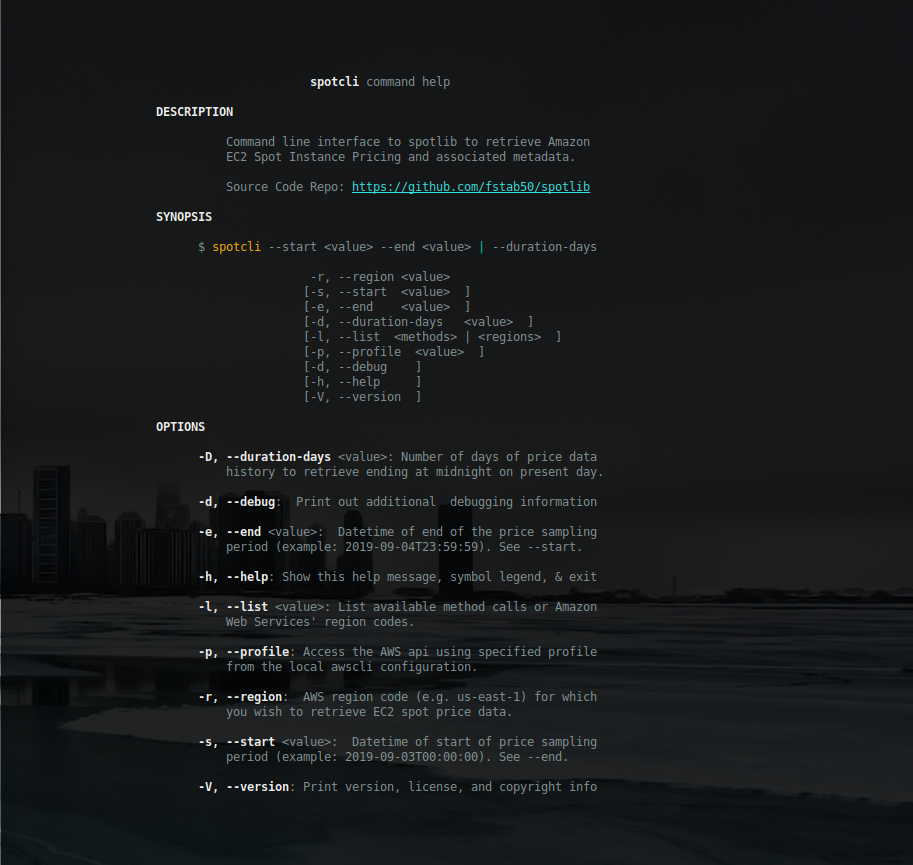 spotcli command help
DESCRIPTION
Command line interface to spotlib to retrieve Amazon
EC2 Spot Instance Pricing and associated metadata.
Source Code Repo: https://github.com/fstab50/spotlib
SYNOPSIS
$ spotcli --start <value> --end <value> | --duration-days
-r, --region <value>
[-s, --start  <value>  ]
[-e, --end    <value>  ]
[-d, --duration-days   <value>  ]
[-l, --list  <methods> | <regions>  ]
[-p, --profile  <value>  ]
[-d, --debug    ]
[-h, --help     ]
[-V, --version  ]
OPTIONS
-D, --duration-days <value>: Number of days of price data
history to retrieve ending at midnight on present day.
-d, --debug:  Print out additional  debugging information
-e, --end <value>:  Datetime of end of the price sampling
period (example: 2019-09-04T23:59:59). See --start.
-h, --help: Show this help message, symbol legend, & exit
-l, --list <value>: List available method calls or Amazon
Web Services' region codes.
-p, --profile: Access the AWS api using specified profile
from the local awscli configuration.
-r, --region:  AWS region code (e.g. us-east-1) for which
you wish to retrieve EC2 spot price data.
-s, --start <value>:  Datetime of start of price sampling
period (example: 2019-09-03T00:00:00). See --end.
-V, --version: Print version, license, and copyright info